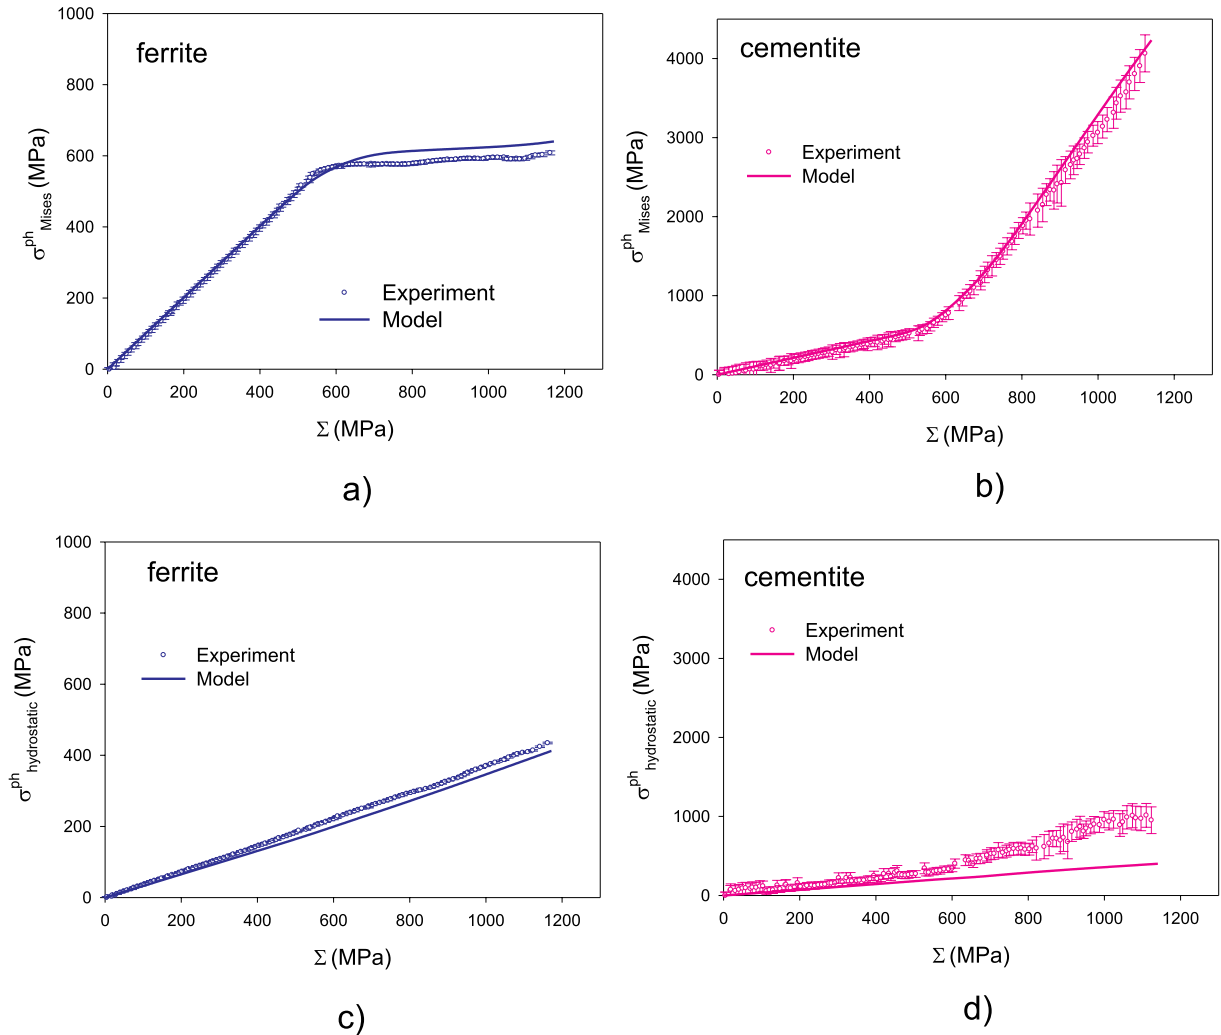 ferrite
1000
800
600
400
200
0
σ^ph_Mises (MPa)
Experiment
Model
0 200 400 600 800 1000 1200
Σ (MPa)
a)
cementite
4000
3000
2000
1000
0
σ^ph_Mises (MPa)
Experiment
Model
0 200 400 600 800 1000 1200
Σ (MPa)
b)
ferrite
1000
800
600
400
200
0
σ^ph_hydrostatic (MPa)
Experiment
Model
0 200 400 600 800 1000 1200
Σ (MPa)
c)
cementite
4000
3000
2000
1000
0
σ^ph_hydrostatic (MPa)
Experiment
Model
0 200 400 600 800 1000 1200
Σ (MPa)
d)